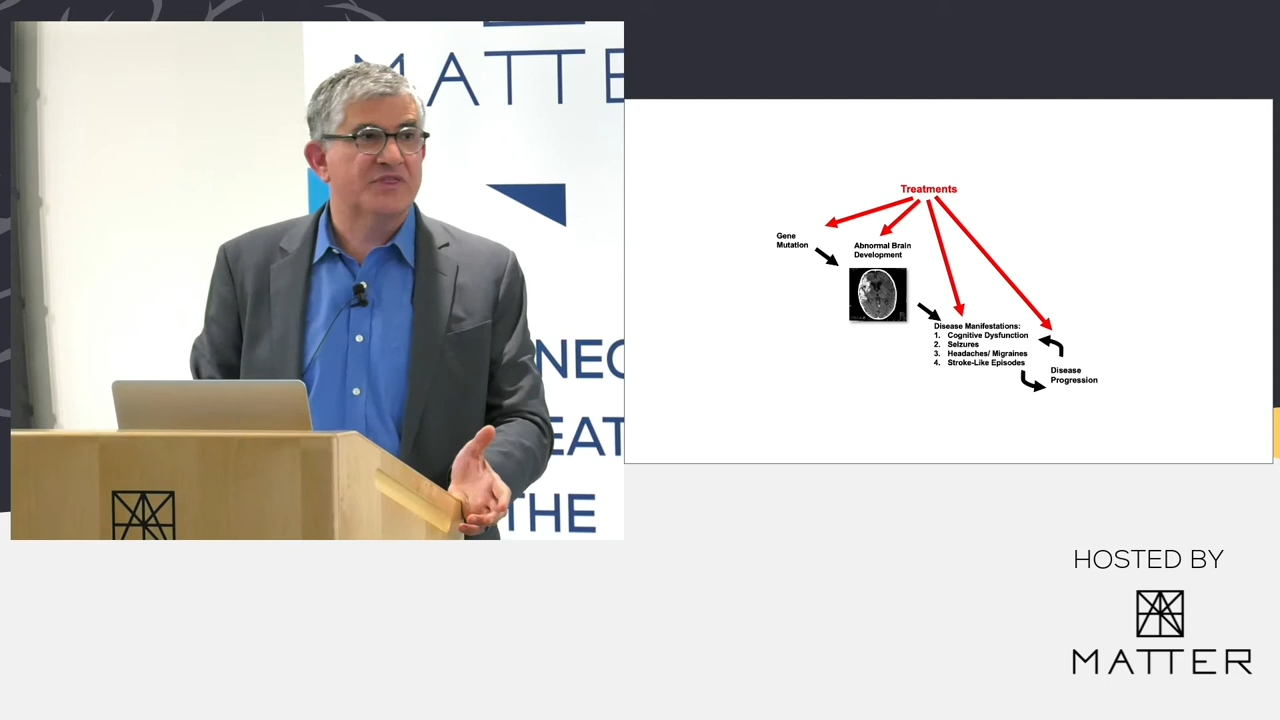 MATTE
NEC
EAT
THE
Treatments
Gene
Mutation
Abnormal Brain
Development
Disease Manifestations:
1. Cognitive Dysfunction
2. Seizures
3. Headaches/ Migraines
4. Stroke-Like Episodes
Disease
Progression
HOSTED BY
MATTER